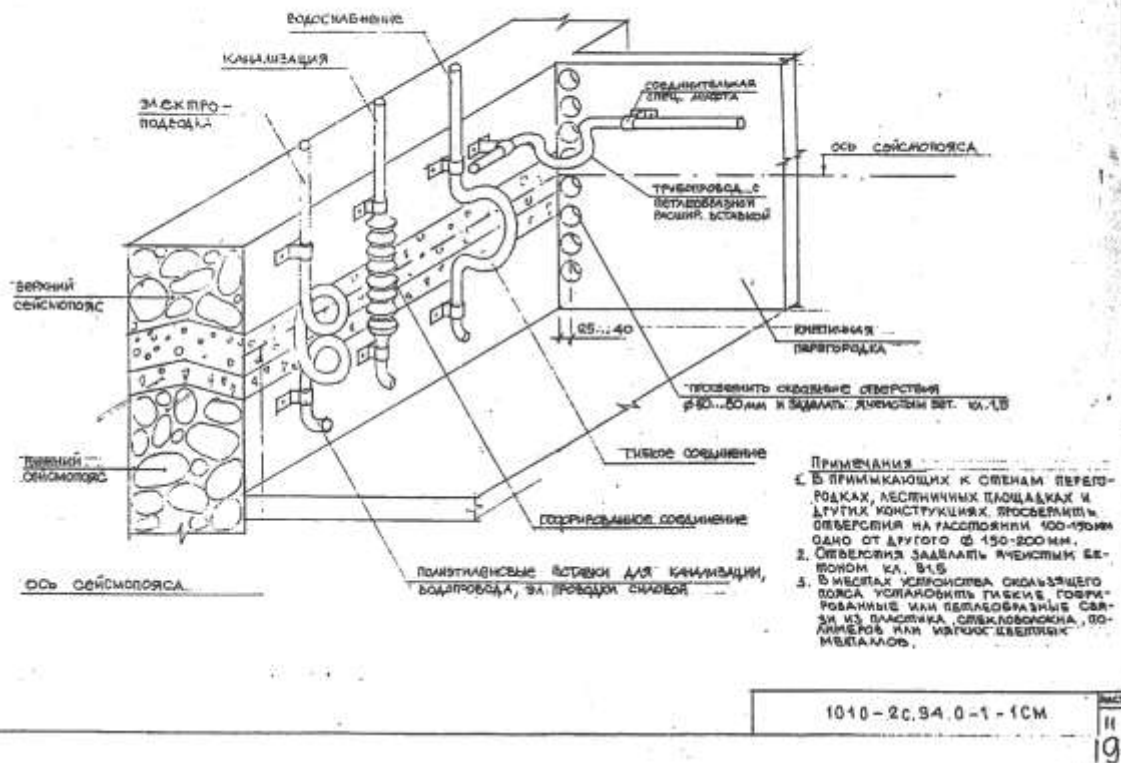 ВОДОСНАБЖЕНИЕ
КАНАЛИЗАЦИЯ
ЭЛЕКТРО-
ПОДВОДКА
СОЕДИНИТЕЛЬНАЯ
СПЕЦ. МУФТА
ОСЬ СЕЙСМОПОЯСА
ТРУБОПРОВОД С
ПЕТЛЕОБРАЗНОЙ
РАСШИР. ВСТАВКОЙ
ВЕРХНИЙ
СЕЙСМОПОЯС
25...40
КИРПИЧНАЯ
ПЕРЕГОРОДКА
ПРОСВЕРЛИТЬ СКВОЗНЫЕ ОТВЕРСТИЯ
И ЗАДЕЛАТЬ ЯЧЕИСТЫМ БЕТ. КЛ.
НИЖНИЙ
СЕЙСМОПОЯС
ГИБКОЕ СОЕДИНЕНИЕ
ГОФРИРОВАННОЕ СОЕДИНЕНИЕ
ПОЛИЭТИЛЕНОВЫЕ ВСТАВКИ ДЛЯ КАНАЛИЗАЦИИ,
ВОДОПРОВОДА, ЭЛ. ПРОВОДКИ СИЛОВОЙ
ОСЬ СЕЙСМОПОЯСА
ПРИМЕЧАНИЯ
1. В ПРИМЫКАЮЩИХ К СТЕНАМ ПЕРЕГО-
РОДКАХ, ЛЕСТНИЧНЫХ ПЛОЩАДКАХ И
ДРУГИХ КОНСТРУКЦИЯХ ПРОСВЕРЛИТЬ
ОТВЕРСТИЯ НА РАССТОЯНИИ 100-150ММ
ОДНО ОТ ДРУГОГО Ф 150-200ММ.
2. ОТВЕРСТИЯ ЗАДЕЛАТЬ ЯЧЕИСТЫМ БЕ-
ТОНОМ КЛ. В1,5
3. В МЕСТАХ УСТРОЙСТВА СКОЛЬЗЯЩЕГО
ПОЯСА УСТАНОВИТЬ ГИБКИЕ, ГОФРИ-
РОВАННЫЕ ИЛИ ПЕТЛЕОБРАЗНЫЕ СВЯ-
ЗИ ИЗ ПЛАСТИКА, СТЕКЛОВОЛОКНА, ПО-
ЛИМЕРОВ ИЛИ МЯГКИХ ЦВЕТНЫХ
МЕТАЛЛОВ.
1010-2С.94.0-1-1СМ
ЛИСТ
11
19